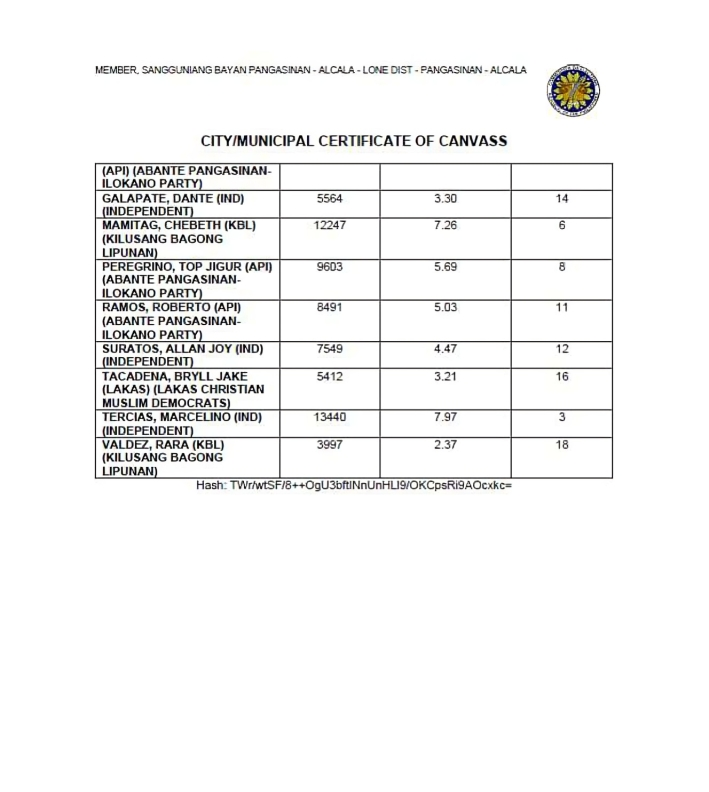 MEMBER, SANGGUNIANG BAYAN PANGASINAN - ALCALA - LONE DIST - PANGASINAN - ALCALA
CITY/MUNICIPAL CERTIFICATE OF CANVASS
(API) (ABANTE PANGASINAN-
ILOKANO PARTY)
GALAPATE, DANTE (IND) 5564 3.30 14
(INDEPENDENT)
MAMITAG, CHEBETH (KBL) 12247 7.26 6
(KILUSANG BAGONG
LIPUNAN)
PEREGRINO, TOP JIGUR (API) 9603 5.69 8
(ABANTE PANGASINAN-
ILOKANO PARTY)
RAMOS, ROBERTO (API) 8491 5.03 11
(ABANTE PANGASINAN-
ILOKANO PARTY)
SURATOS, ALLAN JOY (IND) 7549 4.47 12
(INDEPENDENT)
TACADENA, BRYLL JAKE 5412 3.21 16
(LAKAS) (LAKAS CHRISTIAN
MUSLIM DEMOCRATS)
TERCIAS, MARCELINO (IND) 13440 7.97 3
(INDEPENDENT)
VALDEZ, RARA (KBL) 3997 2.37 18
(KILUSANG BAGONG
LIPUNAN)
Hash: